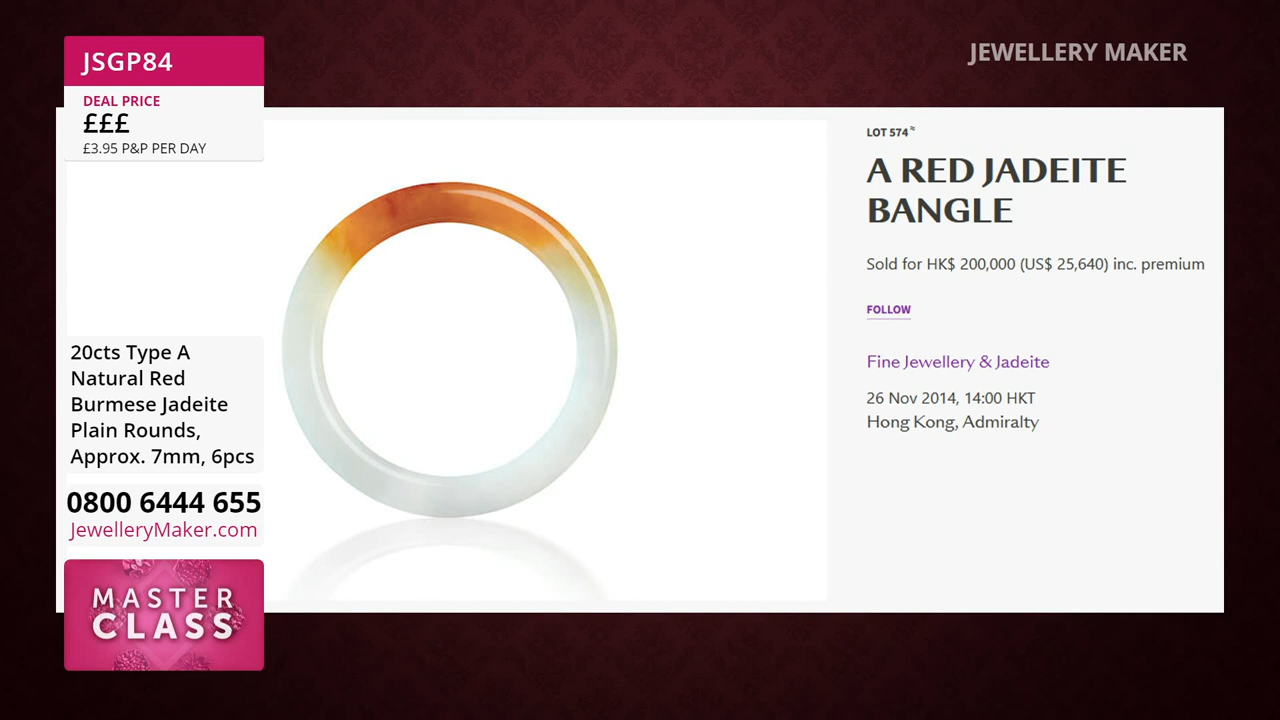 JSGP84
DEAL PRICE
£££
£3.95 P&P PER DAY
20cts Type A
Natural Red
Burmese Jadeite
Plain Rounds,
Approx. 7mm, 6pcs
0800 6444 655
JewelleryMaker.com
MASTER
CLASS
JEWELLERY MAKER
LOT 574≈
A RED JADEITE
BANGLE
Sold for HK$ 200,000 (US$ 25,640) inc. premium
FOLLOW
Fine Jewellery & Jadeite
26 Nov 2014, 14:00 HKT
Hong Kong, Admiralty